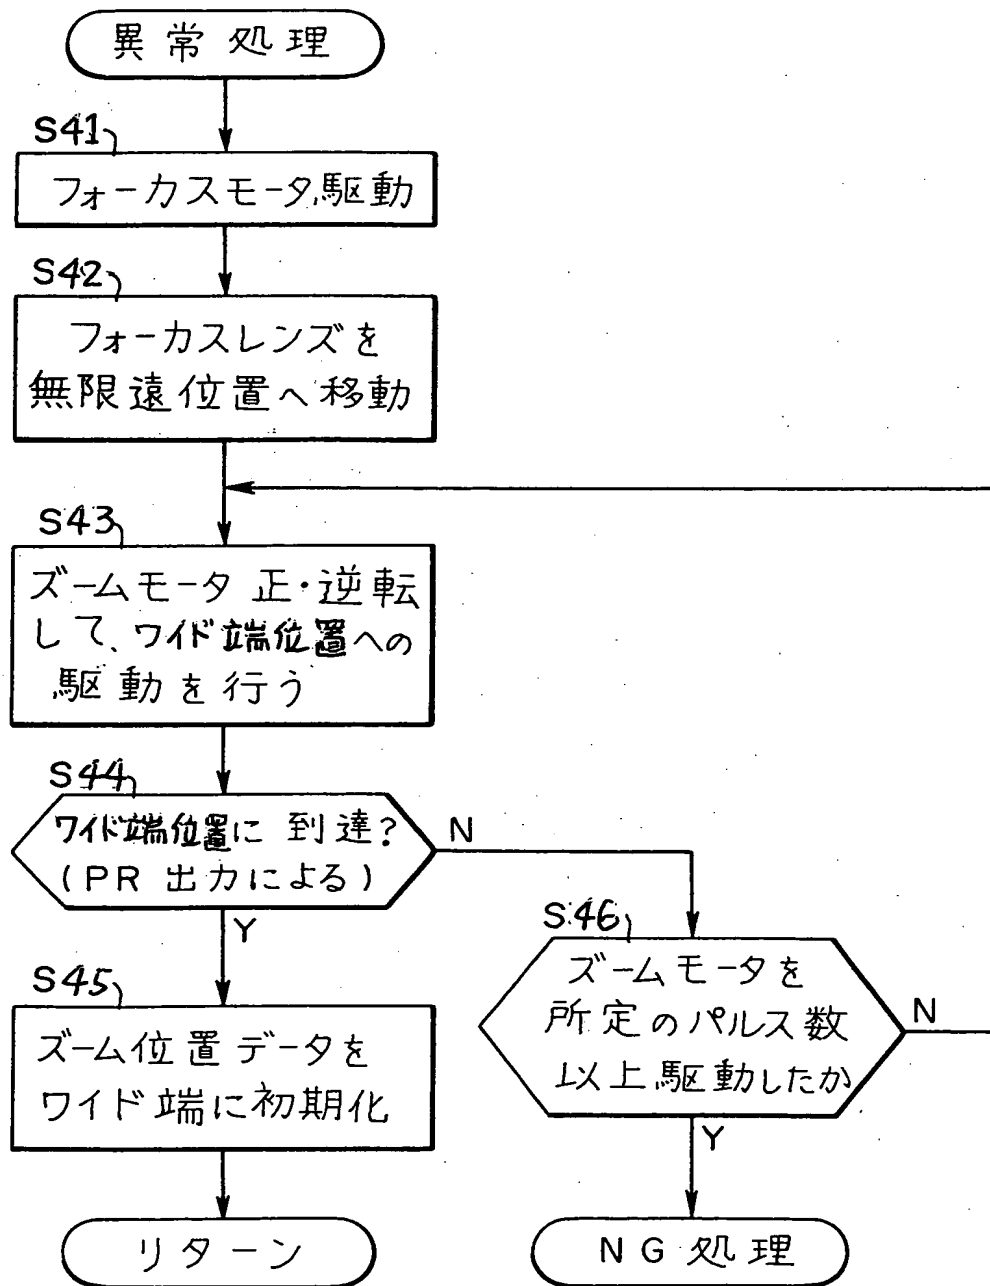 異常処理
S41
フォーカスモータ駆動
S42
フォーカスレンズを
無限遠位置へ移動
S43
ズームモータ 正・逆転
して、ワイド端位置への
駆動を行う
S44
ワイド端位置に 到達?
(PR 出力による)
N
Y
S45
ズーム位置データを
ワイド端に初期化
リターン
S46
ズームモータを
所定のパルス数
以上駆動したか
N
Y
NG 処理